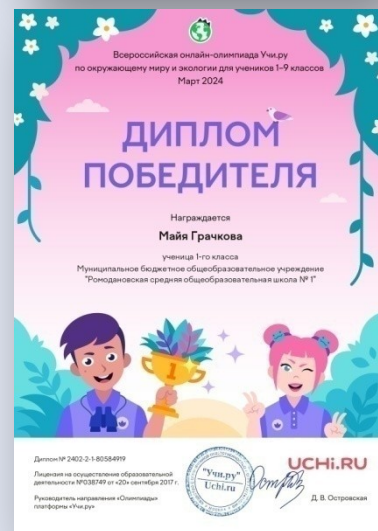 Всероссийская онлайн-олимпиада Учи.ру
по окружающему миру и экологии для учеников 1–9 классов
Март 2024
ДИПЛОМ
ПОБЕДИТЕЛЯ
Награждается
Майя Грачкова
ученица 1-го класса
Муниципальное бюджетное общеобразовательное учреждение
"Ромодановская средняя общеобразовательная школа № 1"
1
Диплом № 2402-2-1-80584919
Лицензия на осуществление образовательной
деятельности №038749 от «20» сентября 2017 г.
Руководитель направления «Олимпиады»
платформы «Учи.ру»
"Учи.ру"
Uchi.ru
UCHi.RU
Д. В. Островская